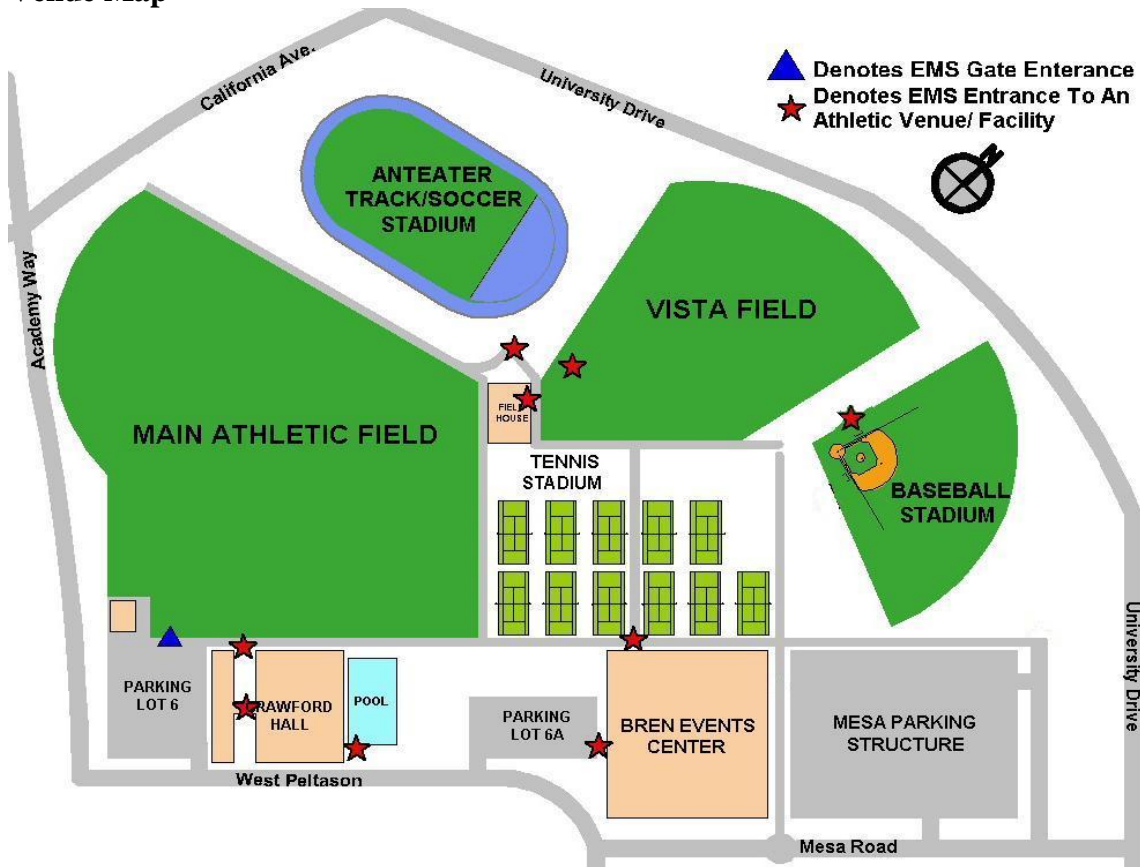 Venue Map
California Ave.
University Drive
Denotes EMS Gate Enterance
Denotes EMS Entrance To An
Athletic Venue/ Facility
N
ANTEATER
TRACK/SOCCER
STADIUM
Academy Way
VISTA FIELD
FIELD
HOUSE
MAIN ATHLETIC FIELD
TENNIS
STADIUM
BASEBALL
STADIUM
University Drive
PARKING
LOT 6
CRAWFORD
HALL
POOL
PARKING
LOT 6A
BREN EVENTS
CENTER
MESA PARKING
STRUCTURE
West Peltason
Mesa Road